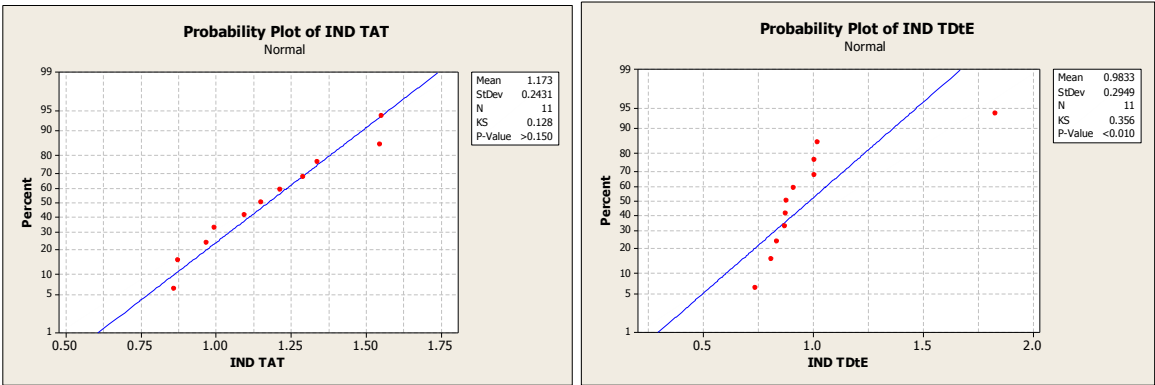 Probability Plot of IND TAT
Normal
99
95
90
80
70
60
50
40
30
20
10
5
1
Percent
0.50 0.75 1.00 1.25 1.50 1.75
IND TAT
Mean 1.173
StDev 0.2431
N 11
KS 0.128
P-Value >0.150
Probability Plot of IND TDtE
Normal
99
95
90
80
70
60
50
40
30
20
10
5
1
Percent
0.5 1.0 1.5 2.0
IND TDtE
Mean 0.9833
StDev 0.2949
N 11
KS 0.356
P-Value <0.010